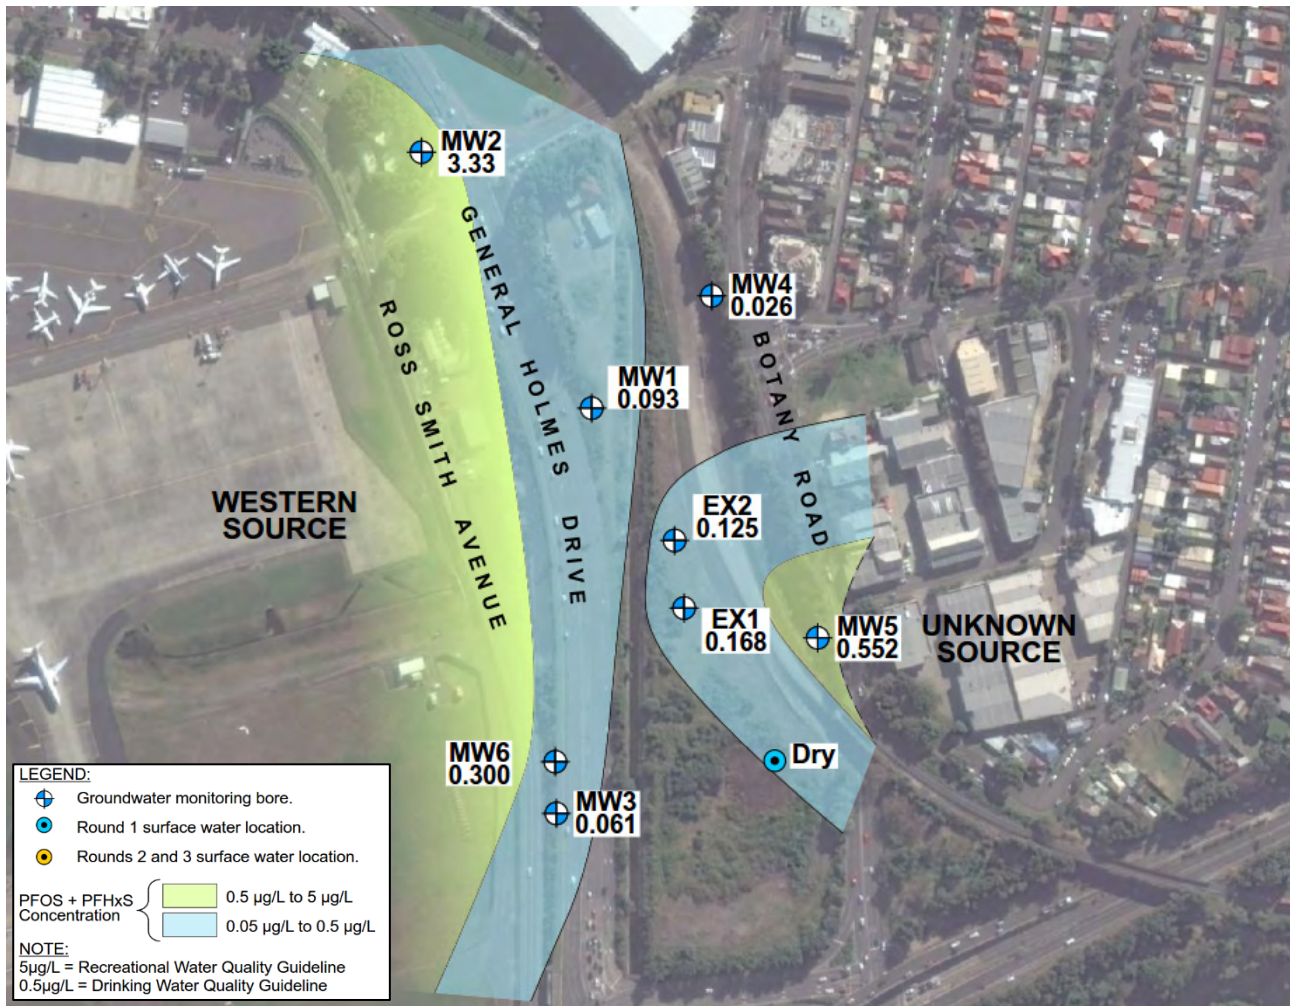 MW2
3.33
GENERAL HOLMES DRIVE
ROSS SMITH AVENUE
MW4
0.026
BOTANY ROAD
MW1
0.093
WESTERN
SOURCE
EX2
0.125
EX1
0.168
MW5
0.552
UNKNOWN
SOURCE
MW6
0.300
Dry
MW3
0.061
LEGEND:
Groundwater monitoring bore.
Round 1 surface water location.
Rounds 2 and 3 surface water location.
PFOS + PFHxS
Concentration
0.5 µg/L to 5 µg/L
0.05 µg/L to 0.5 µg/L
NOTE:
5µg/L = Recreational Water Quality Guideline
0.5µg/L = Drinking Water Quality Guideline